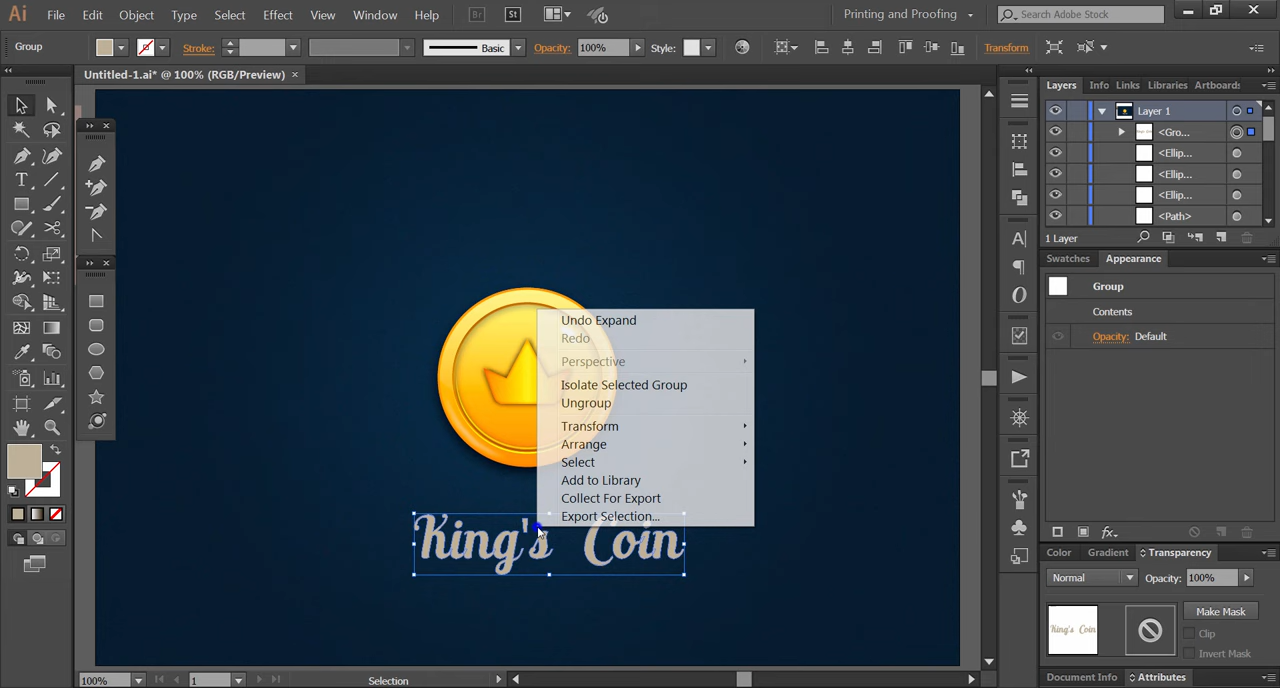 Ai File Edit Object Type Select Effect View Window Help Br St Printing and Proofing Search Adobe Stock
Group Stroke: Basic Opacity: 100% Style: Transform
Untitled-1.ai* @ 100% (RGB/Preview) ×
Layers Info Links Libraries Artboards
Layer 1
<Gro...
<Ellip...
<Ellip...
<Ellip...
<Path>
1 Layer
Swatches Appearance
Group
Contents
Opacity: Default
Undo Expand
Redo
Perspective
Isolate Selected Group
Ungroup
Transform
Arrange
Select
Add to Library
Collect For Export
Export Selection...
King's Coin
Color Gradient Transparency
Normal Opacity: 100%
King's Coin
Make Mask
Clip
Invert Mask
Document Info Attributes
100% 1 Selection